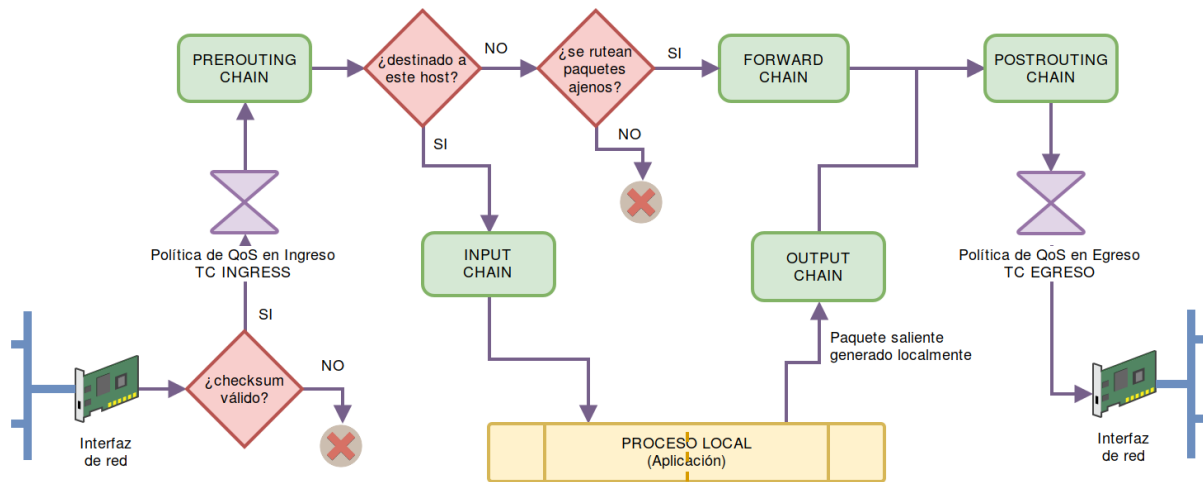 PREROUTING
CHAIN
¿destinado a
este host?
NO
¿se rutean
paquetes
ajenos?
SI
FORWARD
CHAIN
POSTROUTING
CHAIN
SI
NO
Política de QoS en Ingreso
TC INGRESS
INPUT
CHAIN
OUTPUT
CHAIN
Política de QoS en Egreso
TC EGRESO
SI
Paquete saliente
generado localmente
¿checksum
válido?
NO
Interfaz
de red
PROCESO LOCAL
(Aplicación)
Interfaz
de red